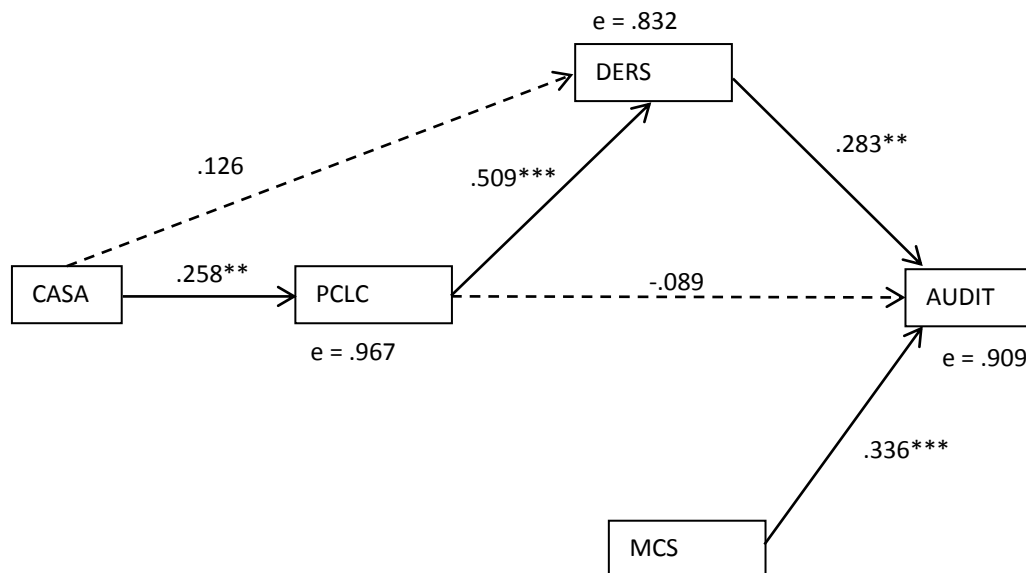 e = .832
DERS
.126
.509***
.283**
CASA
.258**
PCLC
-.089
AUDIT
e = .967
e = .909
.336***
MCS